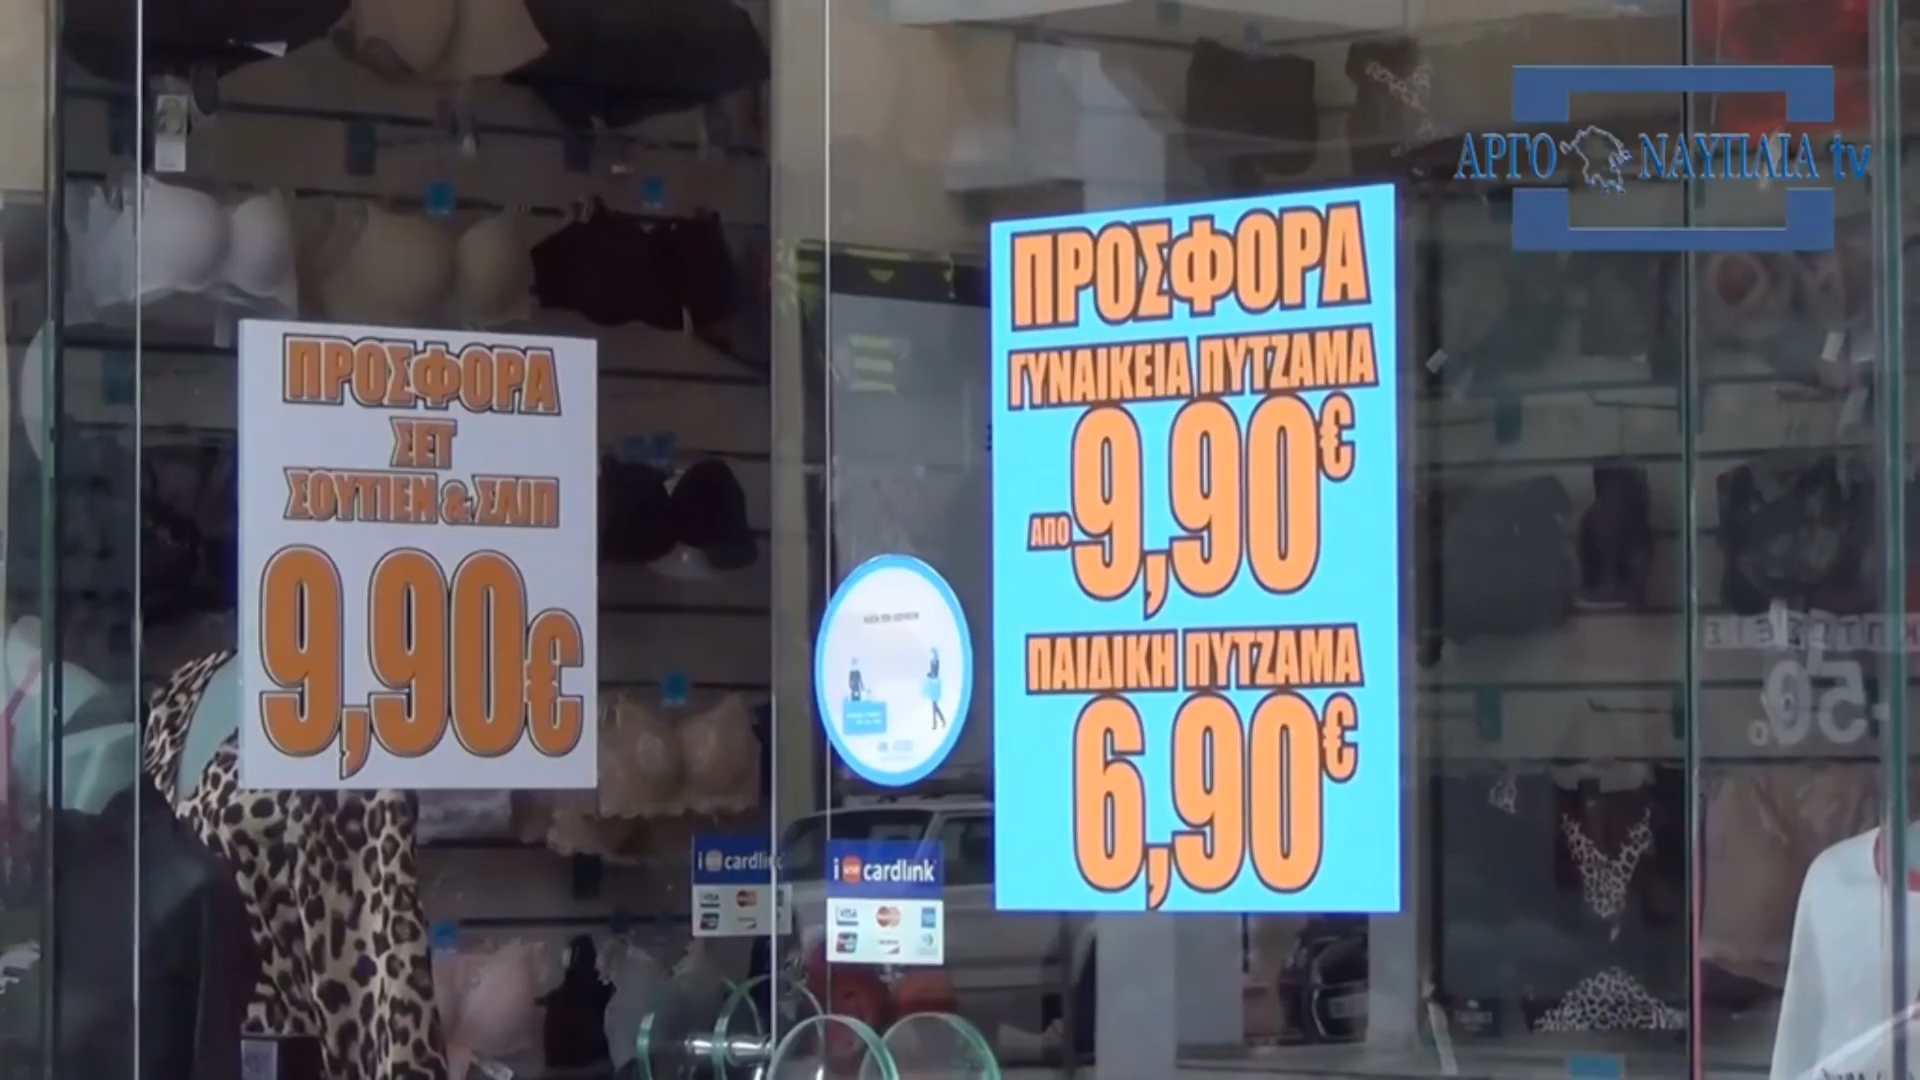 ΑΡΓΟ ΝΑΥΠΛΙΑ tv
ΠΡΟΣΦΟΡΑ
ΣΕΤ
ΣΟΥΤΙΕΝ & ΣΛΙΠ
9,90€
ΠΡΟΣΦΟΡΑ
ΓΥΝΑΙΚΕΙΑ ΠΥΤΖΑΜΑ
ΑΠΟ 9,90€
ΠΑΙΔΙΚΗ ΠΥΤΖΑΜΑ
6,90€
cardlink
VISA
cardlink
VISA